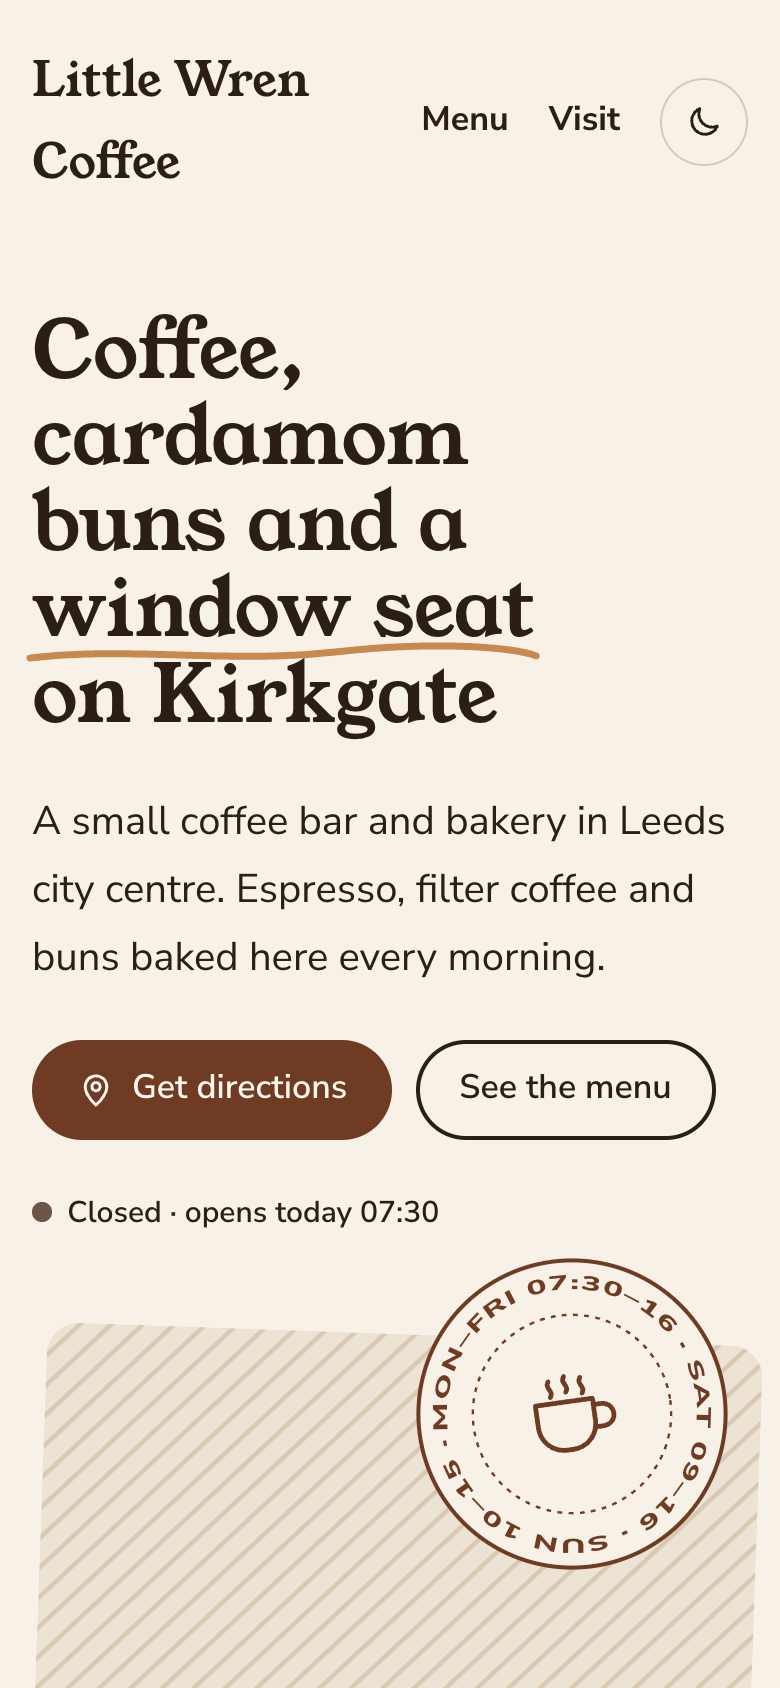 Little Wren
Coffee
Menu Visit
Coffee,
cardamom
buns and a
window seat
on Kirkgate
A small coffee bar and bakery in Leeds
city centre. Espresso, filter coffee and
buns baked here every morning.
Get directions
See the menu
Closed · opens today 07:30
MON–FRI 07:30–16 · SAT 09–16 · SUN 10–15 ·